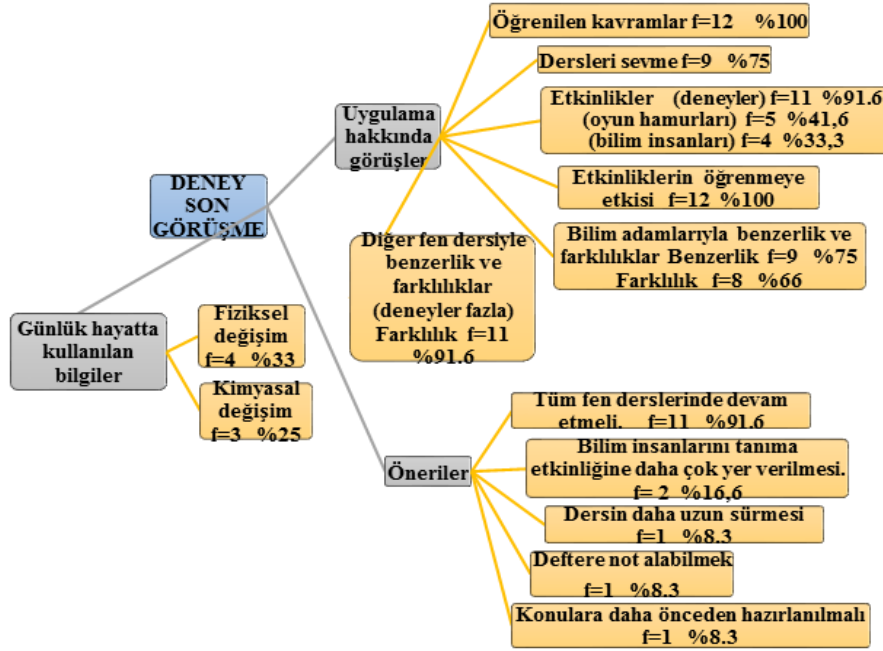 DENEY
SON
GÖRÜŞME
Uygulama
hakkında
görüşler
Öğrenilen kavramlar f=12 %100
Dersleri sevme f=9 %75
Etkinlikler (deneyler) f=11 %91.6
(oyun hamurları) f=5 %41,6
(bilim insanları) f=4 %33,3
Etkinliklerin öğrenmeye
etkisi f=12 %100
Bilim adamlarıyla benzerlik ve
farklılıklar Benzerlik f=9 %75
Farklılık f=8 %66
Diğer fen dersiyle
benzerlik ve
farklılıklar
(deneyler fazla)
Farklılık f=11
%91.6
Günlük hayatta
kullanılan
bilgiler
Fiziksel
değişim
f=4 %33
Kimyasal
değişim
f=3 %25
Öneriler
Tüm fen derslerinde devam
etmeli. f=11 %91.6
Bilim insanlarını tanıma
etkinliğine daha çok yer verilmesi.
f= 2 %16,6
Dersin daha uzun sürmesi
f=1 %8.3
Deftere not alabilmek
f=1 %8.3
Konulara daha önceden hazırlanılmalı
f=1 %8.3